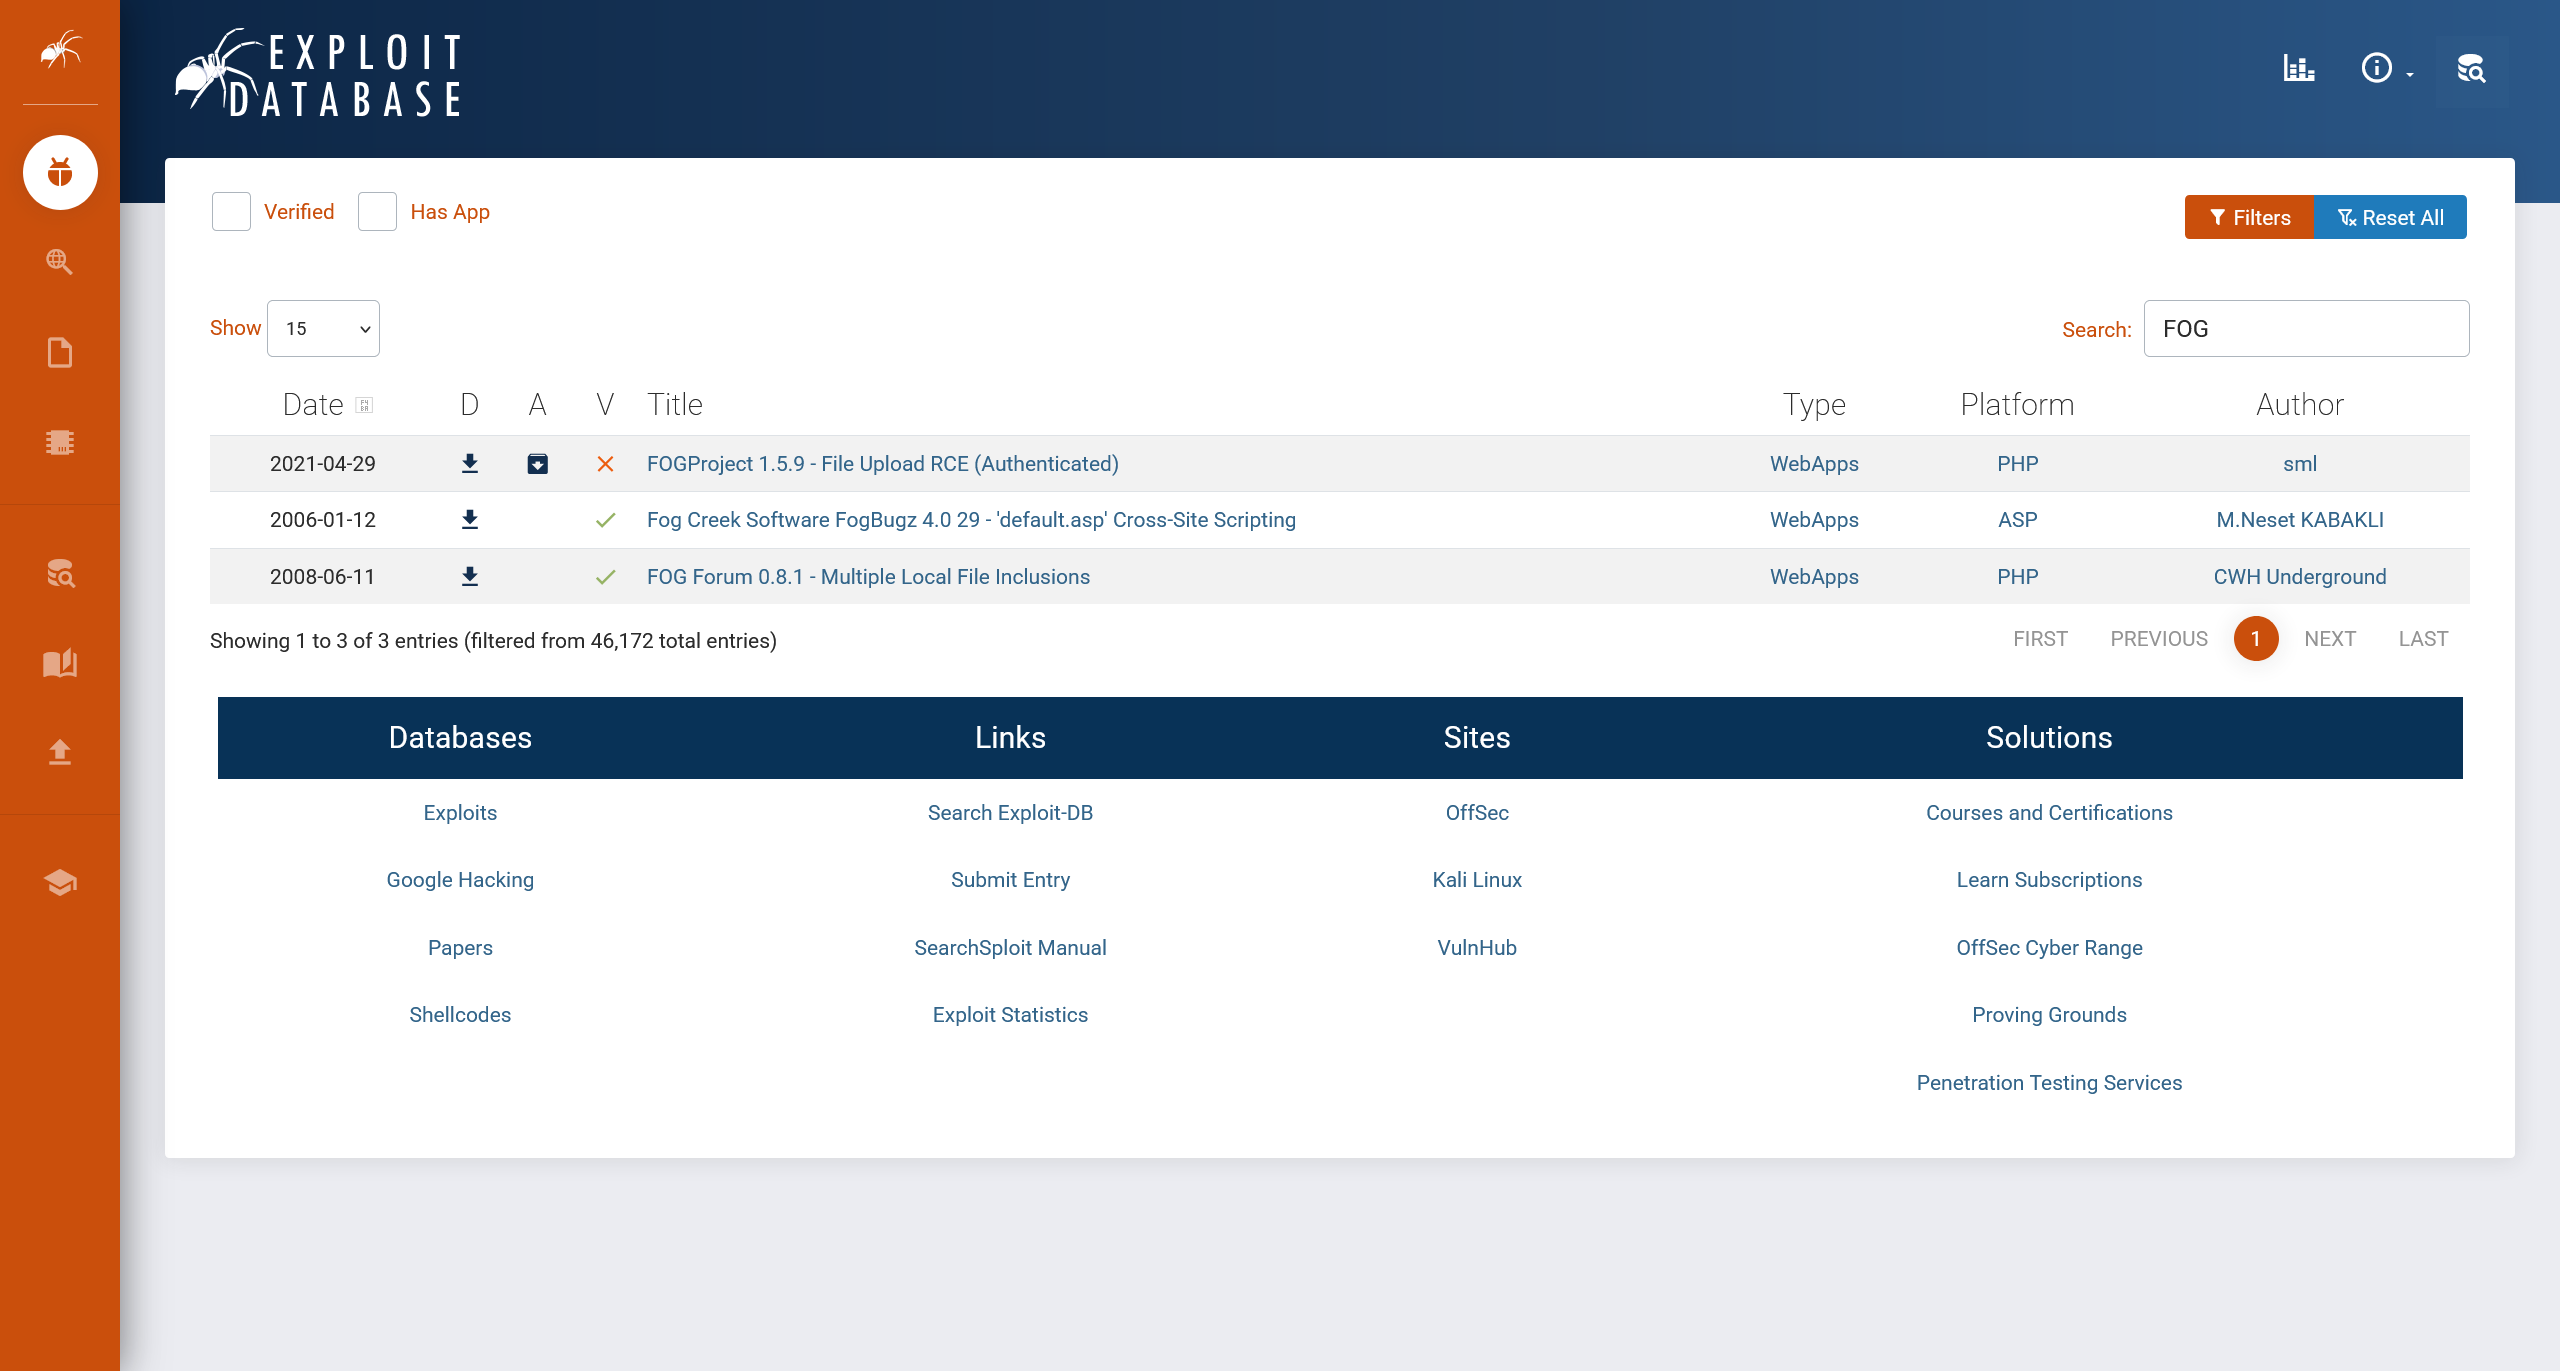 EXPLOIT
DATABASE
Verified Has App
Filters Reset All
Show 15
Search: FOG
Date D A V Title Type Platform Author
2021-04-29 FOGProject 1.5.9 - File Upload RCE (Authenticated) WebApps PHP sml
2006-01-12 Fog Creek Software FogBugz 4.0 29 - 'default.asp' Cross-Site Scripting WebApps ASP M.Neset KABAKLI
2008-06-11 FOG Forum 0.8.1 - Multiple Local File Inclusions WebApps PHP CWH Underground
Showing 1 to 3 of 3 entries (filtered from 46,172 total entries)
FIRST PREVIOUS 1 NEXT LAST
Databases Links Sites Solutions
Exploits Search Exploit-DB OffSec Courses and Certifications
Google Hacking Submit Entry Kali Linux Learn Subscriptions
Papers SearchSploit Manual VulnHub OffSec Cyber Range
Shellcodes Exploit Statistics Proving Grounds
Penetration Testing Services